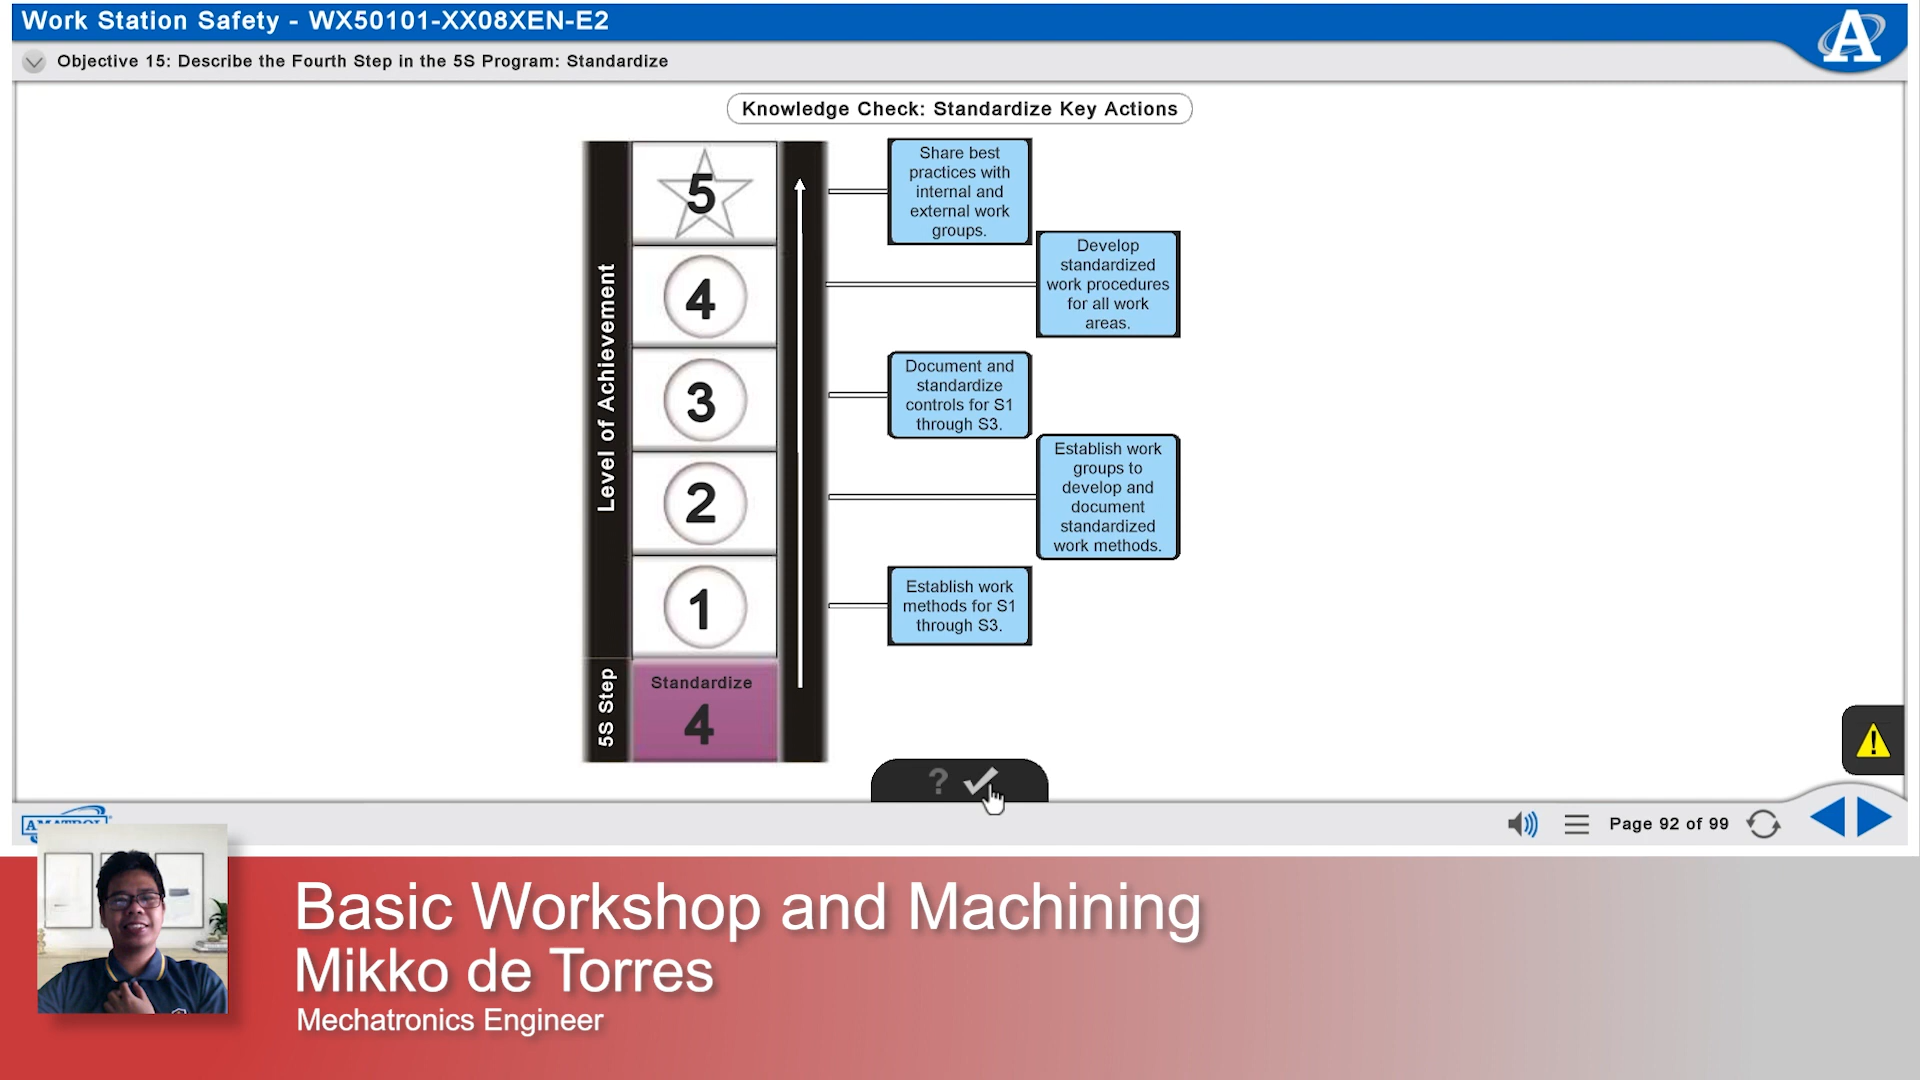 Work Station Safety - WX50101-XX08XEN-E2
Objective 15: Describe the Fourth Step in the 5S Program: Standardize
A
Knowledge Check: Standardize Key Actions
Level of Achievement
5
Share best
practices with
internal and
external work
groups.
4
Develop
standardized
work procedures
for all work
areas.
3
Document and
standardize
controls for S1
through S3.
2
Establish work
groups to
develop and
document
standardized
work methods.
1
Establish work
methods for S1
through S3.
5S Step
Standardize
4
?
AMATROL
Page 92 of 99
Basic Workshop and Machining
Mikko de Torres
Mechatronics Engineer